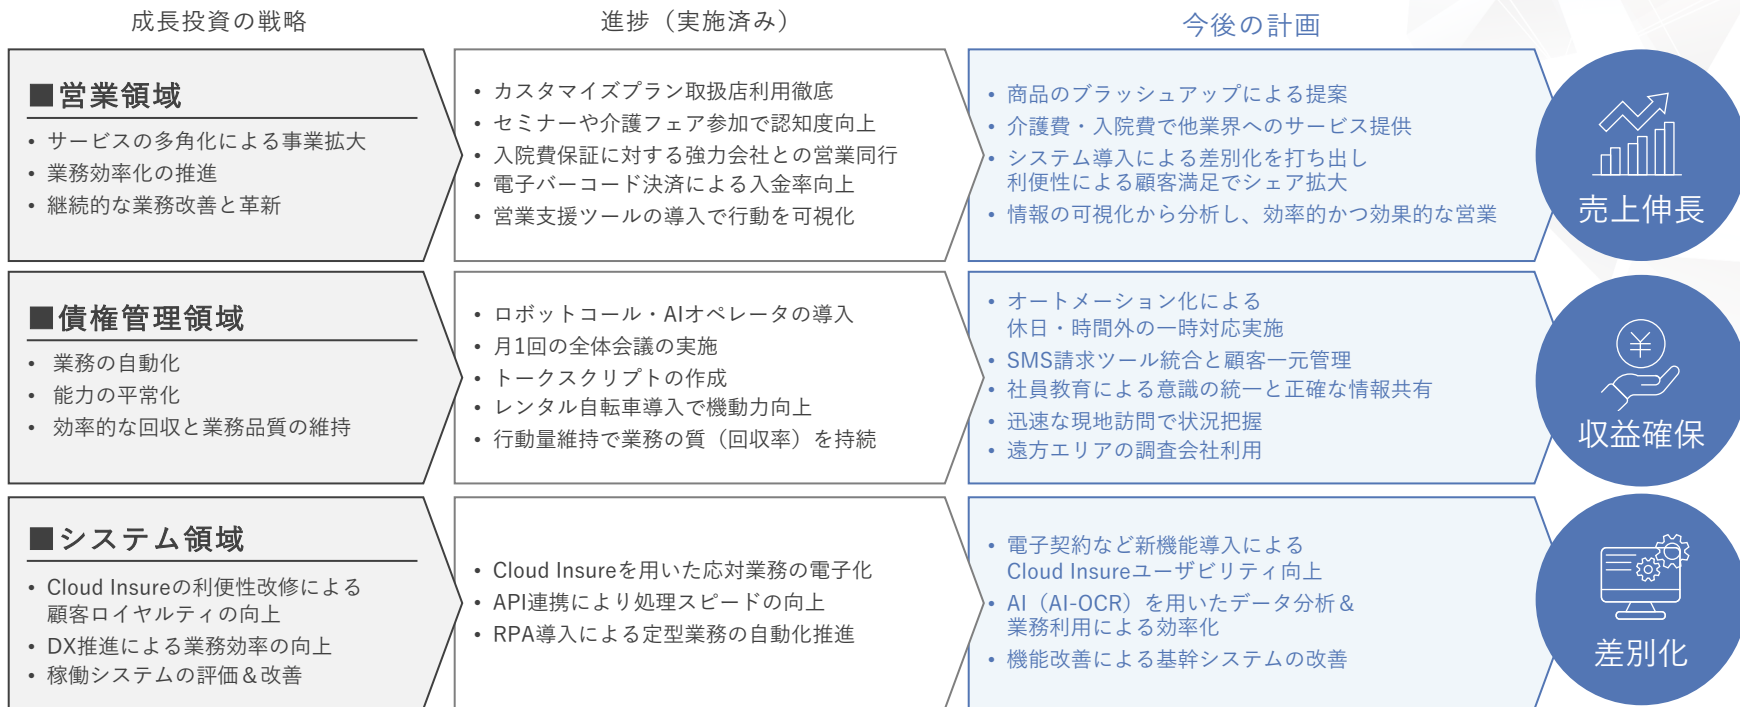 成長投資の戦略
進捗（実施済み）
今後の計画
■営業領域
• サービスの多角化による事業拡大
• 業務効率化の推進
• 継続的な業務改善と革新
• カスタマイズプラン取扱店利用徹底
• セミナーや介護フェア参加で認知度向上
• 入院費保証に対する強力会社との営業同行
• 電子バーコード決済による入金率向上
• 営業支援ツールの導入で行動を可視化
• 商品のブラッシュアップによる提案
• 介護費・入院費で他業界へのサービス提供
• システム導入による差別化を打ち出し
利便性による顧客満足でシェア拡大
• 情報の可視化から分析し、効率的かつ効果的な営業
売上伸長
■債権管理領域
• 業務の自動化
• 能力の平常化
• 効率的な回収と業務品質の維持
• ロボットコール・AIオペレータの導入
• 月1回の全体会議の実施
• トークスクリプトの作成
• レンタル自転車導入で機動力向上
• 行動量維持で業務の質（回収率）を持続
• オートメーション化による
休日・時間外の一時対応実施
• SMS請求ツール統合と顧客一元管理
• 社員教育による意識の統一と正確な情報共有
• 迅速な現地訪問で状況把握
• 遠方エリアの調査会社利用
収益確保
■システム領域
• Cloud Insureの利便性改修による
顧客ロイヤルティの向上
• DX推進による業務効率の向上
• 稼働システムの評価＆改善
• Cloud Insureを用いた応対業務の電子化
• API連携により処理スピードの向上
• RPA導入による定型業務の自動化推進
• 電子契約など新機能導入による
Cloud Insureユーザビリティ向上
• AI（AI-OCR）を用いたデータ分析＆
業務利用による効率化
• 機能改善による基幹システムの改善
差別化